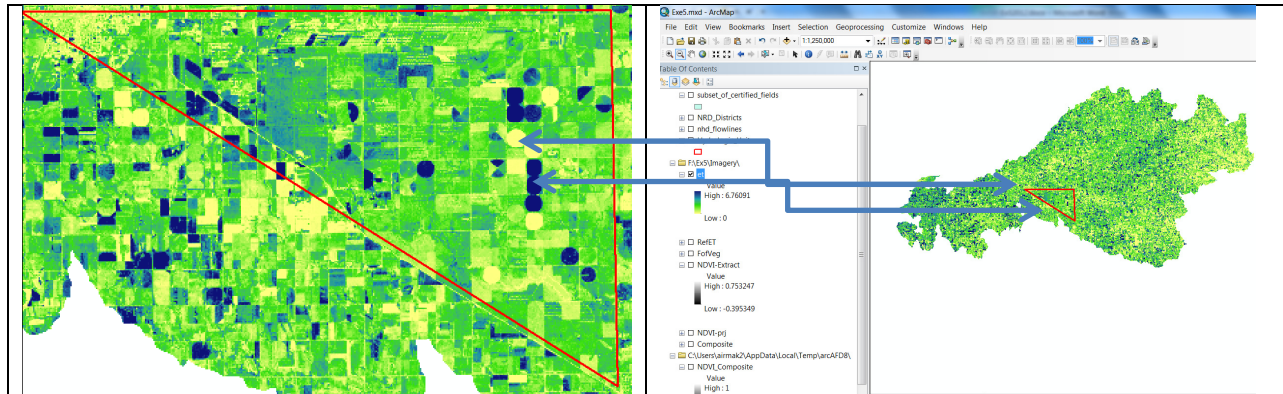 Exe5.mxd - ArcMap
File Edit View Bookmarks Insert Selection Geoprocessing Customize Windows Help
1:1,250,000
Table Of Contents
subset_of_certified_fields
NRD_Districts
nhd_flowlines
F:\Ex5\Imagery\
et
Value
High : 6.76091
Low : 0
RefET
FofVeg
NDVI-Extract
Value
High : 0.753247
Low : -0.395349
NDVI-prj
Composite
C:\Users\airmak2\AppData\Local\Temp\arcAFD8\
NDVI_Composite
Value
High : 1